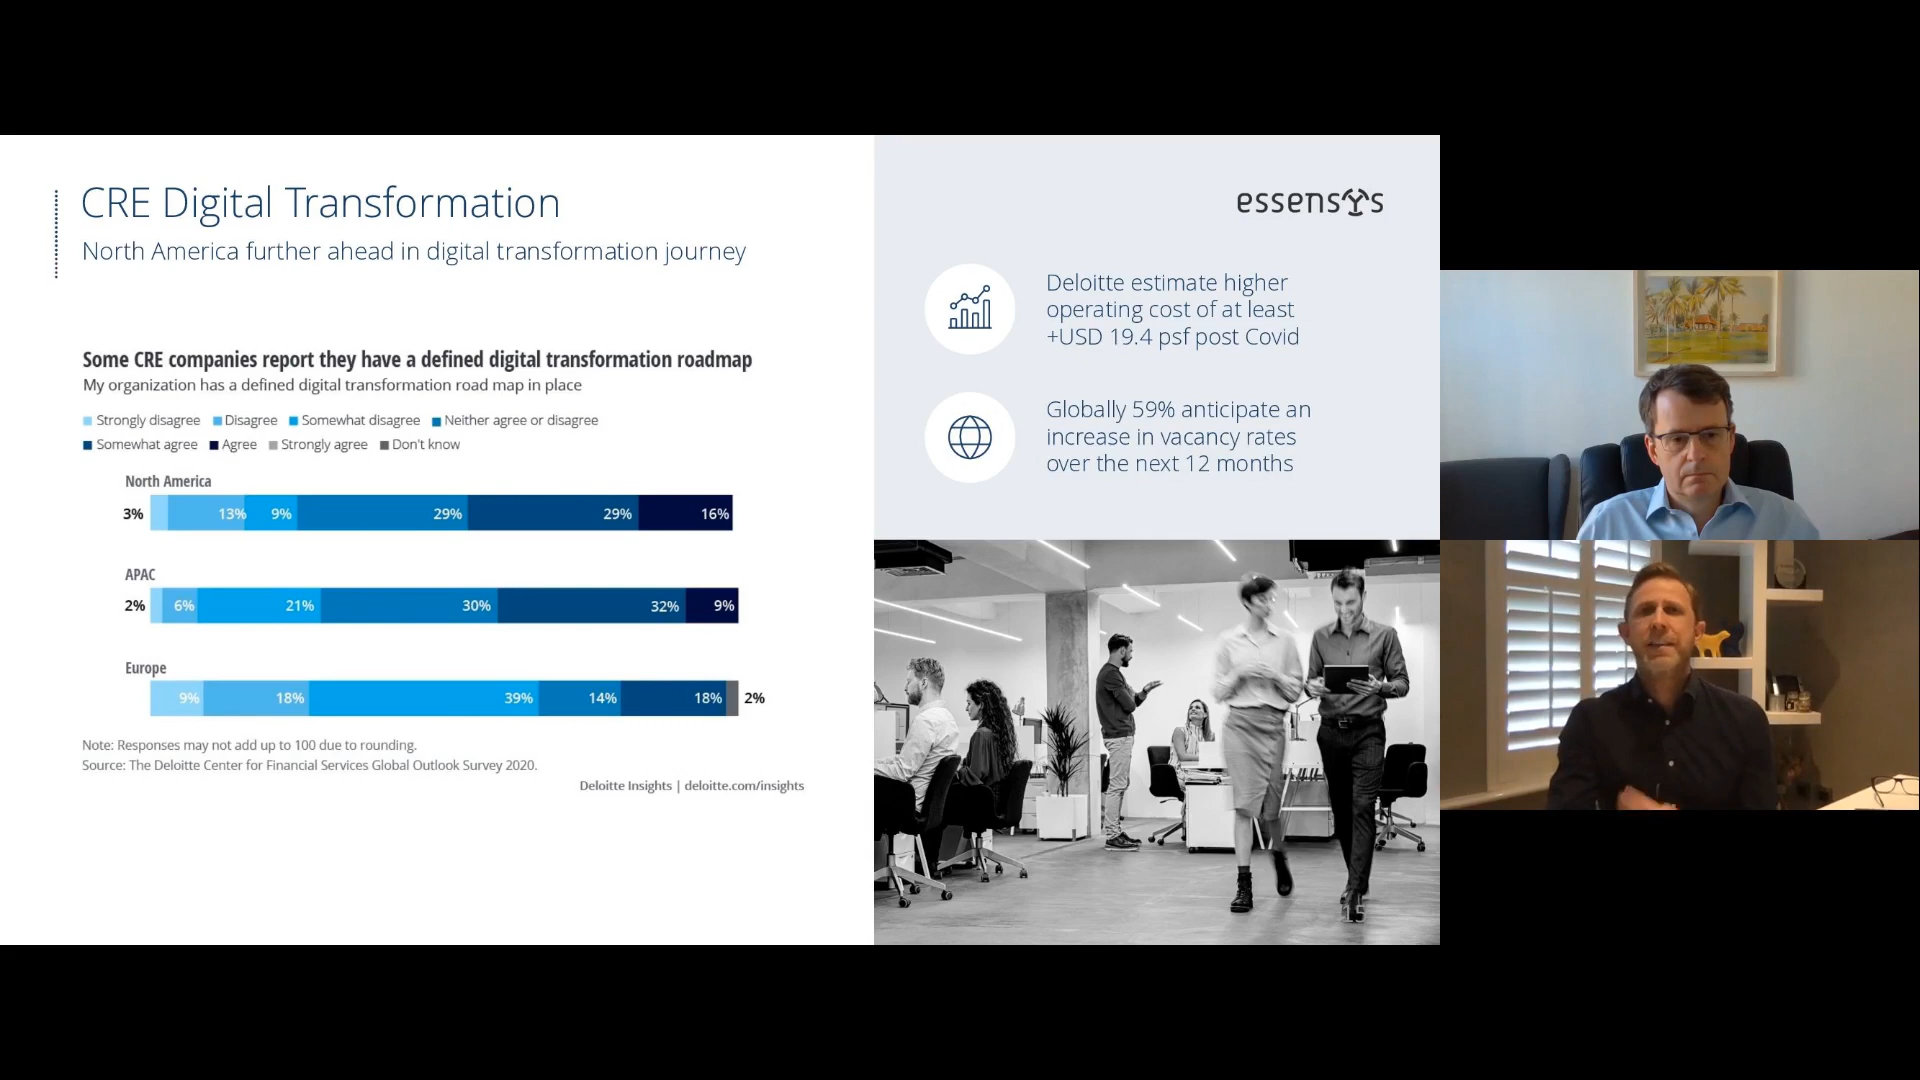 CRE Digital Transformation
North America further ahead in digital transformation journey
Some CRE companies report they have a defined digital transformation roadmap
My organization has a defined digital transformation road map in place
Strongly disagree Disagree Somewhat disagree Neither agree or disagree
Somewhat agree Agree Strongly agree Don't know
North America
3% 13% 9% 29% 29% 16%
APAC
2% 6% 21% 30% 32% 9%
Europe
9% 18% 39% 14% 18% 2%
Note: Responses may not add up to 100 due to rounding.
Source: The Deloitte Center for Financial Services Global Outlook Survey 2020.
Deloitte Insights | deloitte.com/insights
essensys
Deloitte estimate higher
operating cost of at least
+USD 19.4 psf post Covid
Globally 59% anticipate an
increase in vacancy rates
over the next 12 months
15